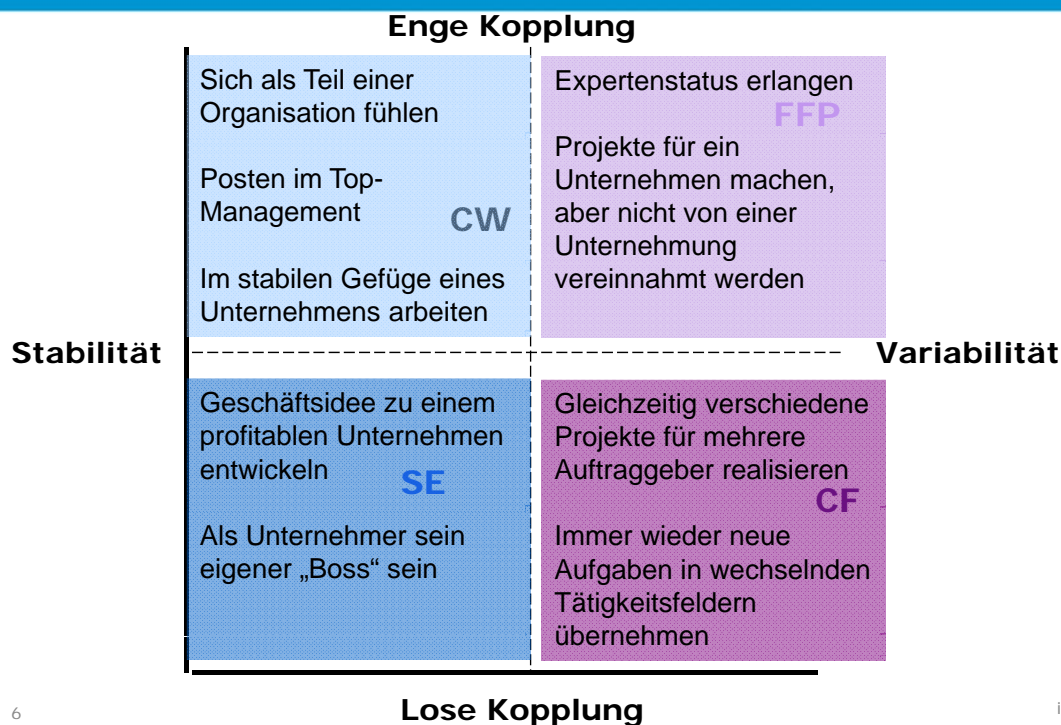 Enge Kopplung
Sich als Teil einer
Organisation fühlen
Posten im Top-
Management
CW
Im stabilen Gefüge eines
Unternehmens arbeiten
Expertenstatus erlangen
FFP
Projekte für ein
Unternehmen machen,
aber nicht von einer
Unternehmung
vereinnahmt werden
Stabilität
Variabilität
Geschäftsidee zu einem
profitablen Unternehmen
entwickeln
SE
Als Unternehmer sein
eigener „Boss“ sein
Gleichzeitig verschiedene
Projekte für mehrere
Auftraggeber realisieren
CF
Immer wieder neue
Aufgaben in wechselnden
Tätigkeitsfeldern
übernehmen
Lose Kopplung
6